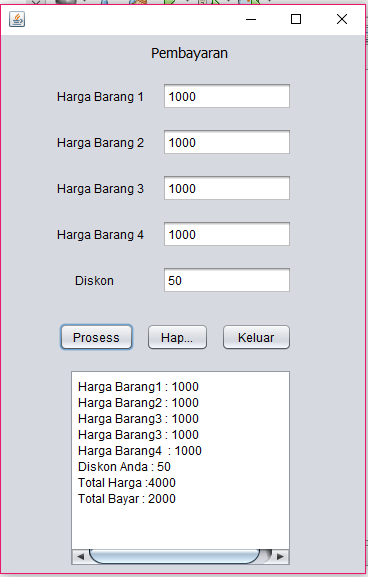 Pembayaran
Harga Barang 1 1000
Harga Barang 2 1000
Harga Barang 3 1000
Harga Barang 4 1000
Diskon 50
Prosess Hap... Keluar
Harga Barang1 : 1000
Harga Barang2 : 1000
Harga Barang3 : 1000
Harga Barang3 : 1000
Harga Barang4  : 1000
Diskon Anda : 50
Total Harga :4000
Total Bayar : 2000